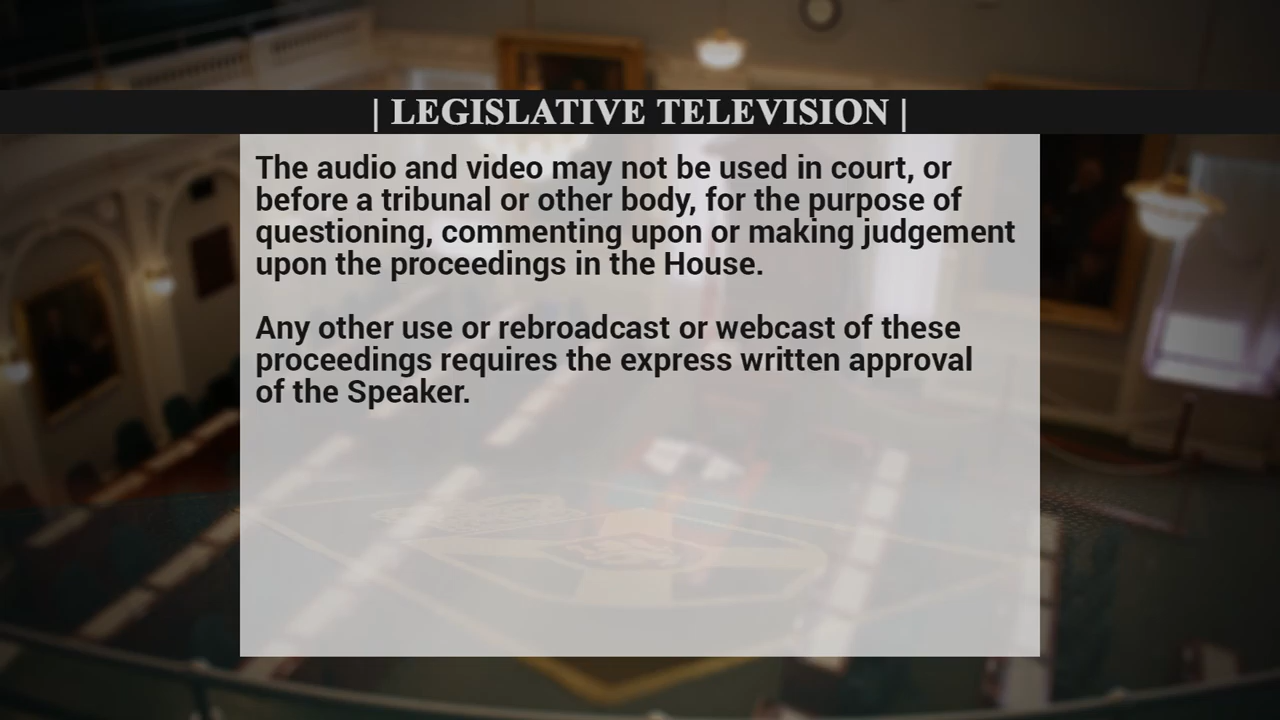 | LEGISLATIVE TELEVISION |
The audio and video may not be used in court, or
before a tribunal or other body, for the purpose of
questioning, commenting upon or making judgement
upon the proceedings in the House.
Any other use or rebroadcast or webcast of these
proceedings requires the express written approval
of the Speaker.